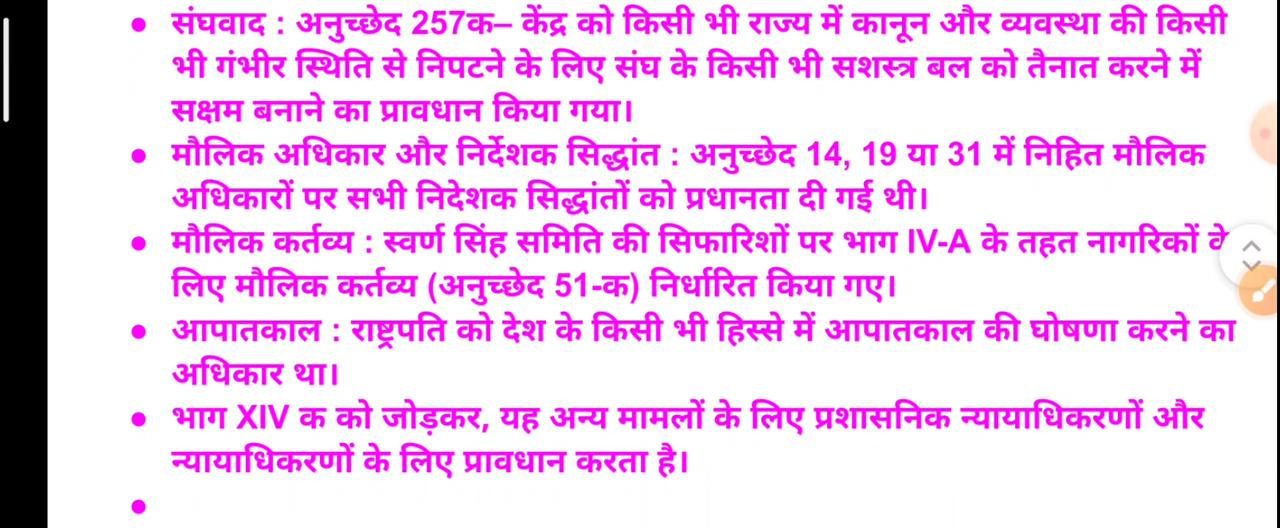 • संघवाद : अनुच्छेद 257क– केंद्र को किसी भी राज्य में कानून और व्यवस्था की किसी
भी गंभीर स्थिति से निपटने के लिए संघ के किसी भी सशस्त्र बल को तैनात करने में
सक्षम बनाने का प्रावधान किया गया।
• मौलिक अधिकार और निर्देशक सिद्धांत : अनुच्छेद 14, 19 या 31 में निहित मौलिक
अधिकारों पर सभी निदेशक सिद्धांतों को प्रधानता दी गई थी।
• मौलिक कर्तव्य : स्वर्ण सिंह समिति की सिफारिशों पर भाग IV-A के तहत नागरिकों के
लिए मौलिक कर्तव्य (अनुच्छेद 51-क) निर्धारित किया गए।
• आपातकाल : राष्ट्रपति को देश के किसी भी हिस्से में आपातकाल की घोषणा करने का
अधिकार था।
• भाग XIV क को जोड़कर, यह अन्य मामलों के लिए प्रशासनिक न्यायाधिकरणों और
न्यायाधिकरणों के लिए प्रावधान करता है।
•